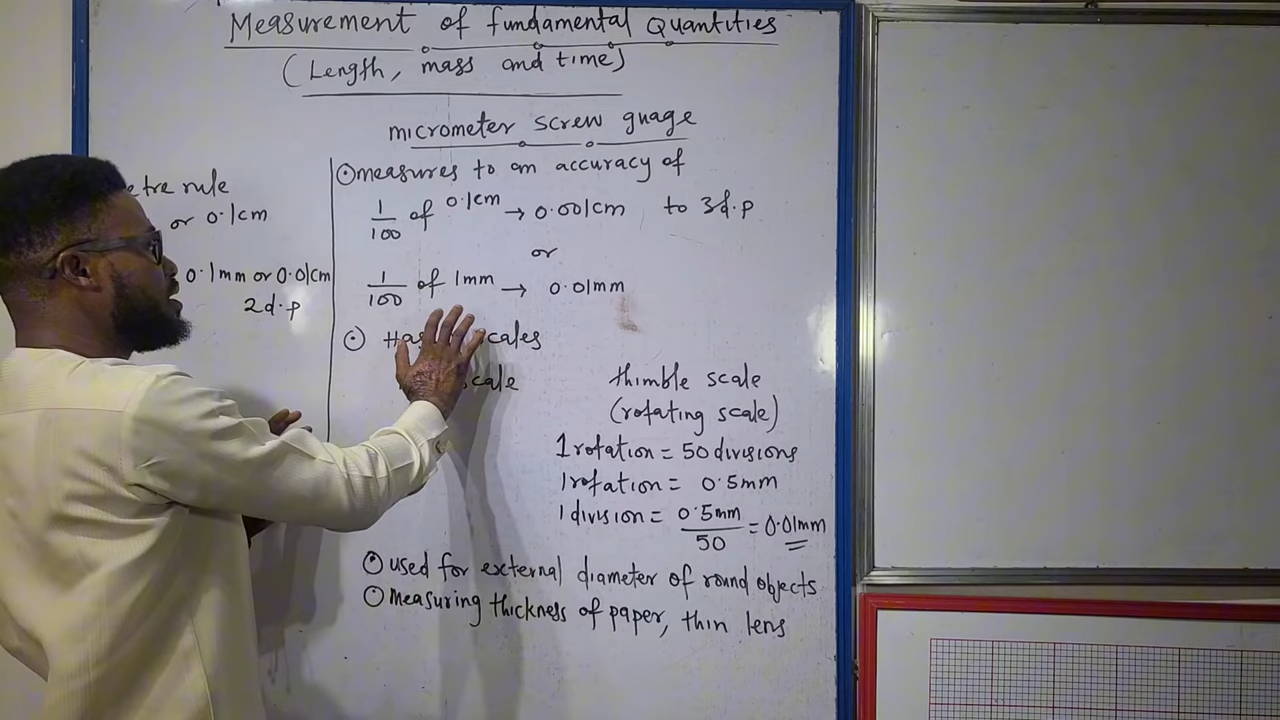 Measurement of fundamental Quantities
(Length, mass and time)
etre rule
or 0.1cm
0.1mm or 0.01cm
2d.p
micrometer screw guage
measures to an accuracy of
1/100 of 0.1cm → 0.001cm to 3d.p
or
1/100 of 1mm → 0.01mm
Has cales
scale
thimble scale
(rotating scale)
1 rotation = 50 divisions
1 rotation = 0.5mm
1 division = 0.5mm/50 = 0.01mm
used for external diameter of round objects
measuring thickness of paper, thin lens